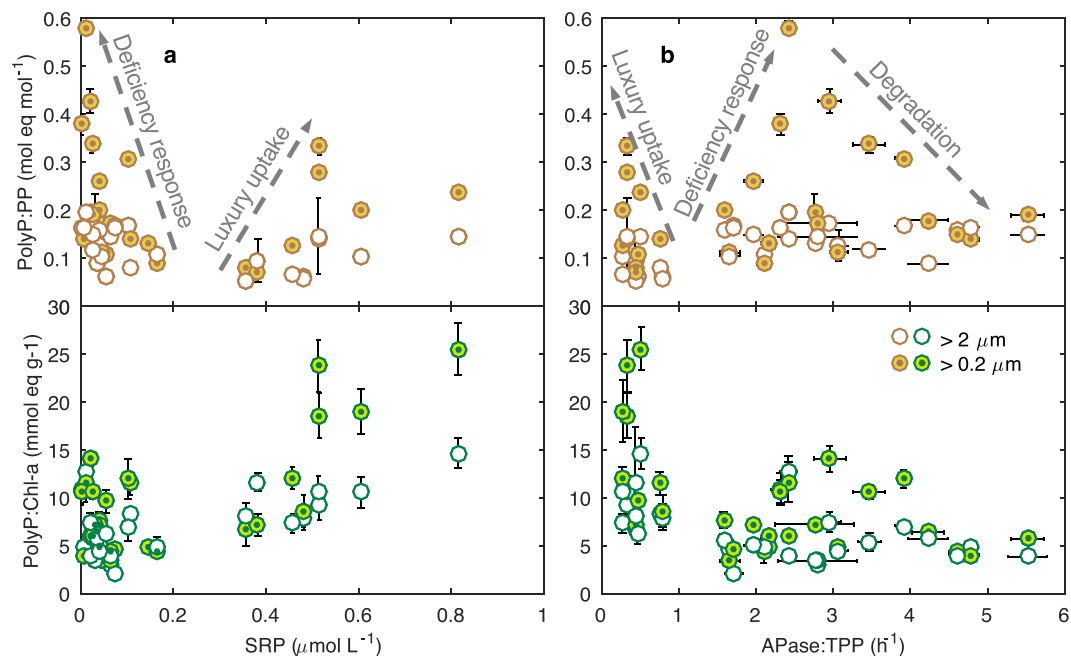 0.6
0.5
0.4
0.3
0.2
0.1
30
25
20
15
10
5
0
PolyP:PP (mol eq mol⁻¹)
PolyP:Chl-a (mmol eq g-1)
a
Deficiency response
Luxury uptake
0 0.2 0.4 0.6 0.8 1
SRP (μmol L⁻¹)
b
Luxury uptake
Deficiency response
Degradation
> 2 μm
> 0.2 μm
0 1 2 3 4 5 6
APase:TPP (h⁻¹)